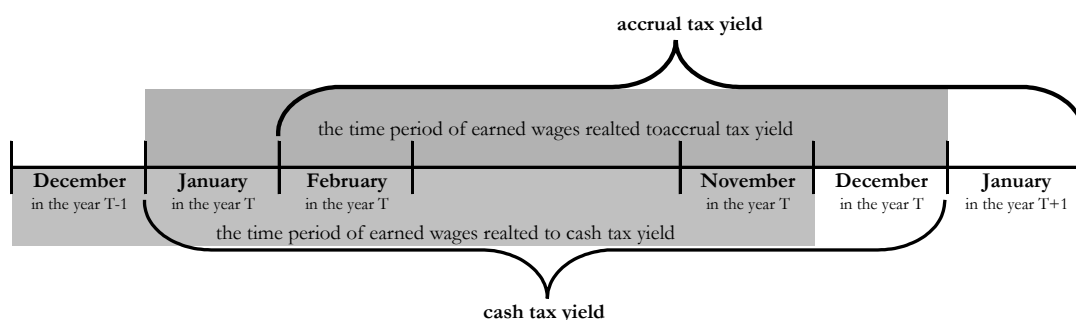 accrual tax yield
the time period of earned wages realted toaccrual tax yield
December January February November December January
in the year T-1 in the year T in the year T in the year T in the year T in the year T+1
the time period of earned wages realted to cash tax yield
cash tax yield